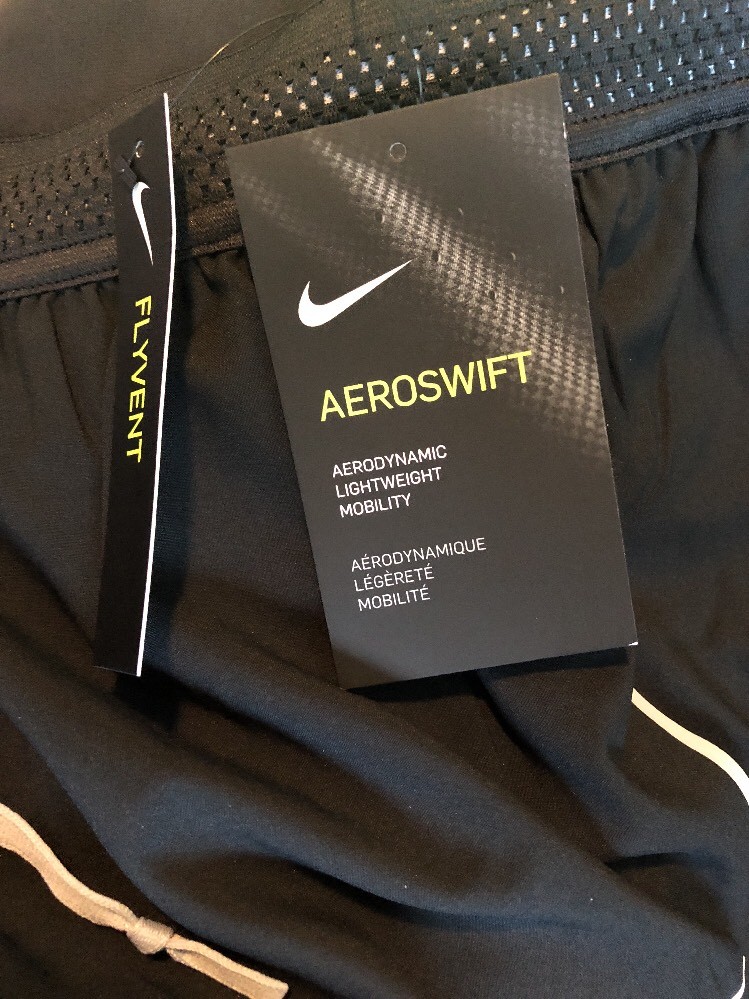 FLYVENT
AEROSWIFT
AERODYNAMIC
LIGHTWEIGHT
MOBILITY
AÉRODYNAMIQUE
LÉGÈRETÉ
MOBILITÉ